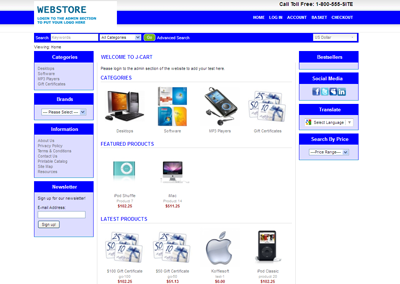 WEBSTORE
LOGIN TO THE ADMIN SECTION
TO PUT YOUR LOGO HERE
Call Toll Free: 1-800-555-SITE
HOME LOG IN ACCOUNT BASKET CHECKOUT
Search Keywords All Categories Go Advanced Search US Dollar
Viewing: Home
Categories
Desktops
Software
MP3 Players
Gift Certificates
Brands
--- Please Select ---
Information
About Us
Privacy Policy
Terms & Conditions
Contact Us
Printable Catalog
Site Map
Resources
Newsletter
Sign up for our newsletter!
E-Mail Address:
Sign up!
WELCOME TO J-CART
Please login to the admin section of the website to add your text here.
CATEGORIES
Desktops Software MP3 Players Gift Certificates
FEATURED PRODUCTS
iPod Shuffle iMac
Product 7 Product 14
$102.25 $511.25
LATEST PRODUCTS
$100 Gift Certificate $50 Gift Certificate Koffeesoft iPod Classic
$102.25 $51.13 $0.00 $102.25
Bestsellers
Social Media
Translate
Select Language
Search By Price
---Price Range---